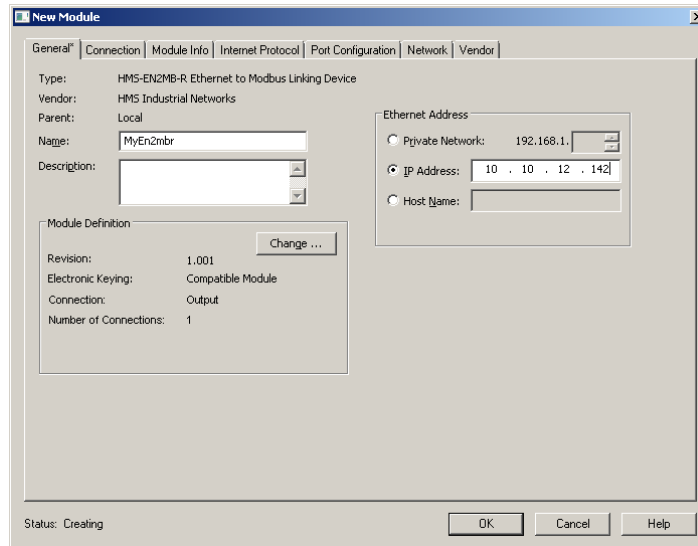 New Module
General* Connection Module Info Internet Protocol Port Configuration Network Vendor
Type: HMS-EN2MB-R Ethernet to Modbus Linking Device
Vendor: HMS Industrial Networks
Parent: Local
Name: MyEn2mbr
Description:
Ethernet Address
Private Network: 192.168.1.
IP Address: 10 . 10 . 12 . 142
Host Name:
Module Definition
Change ...
Revision: 1.001
Electronic Keying: Compatible Module
Connection: Output
Number of Connections: 1
Status: Creating
OK Cancel Help